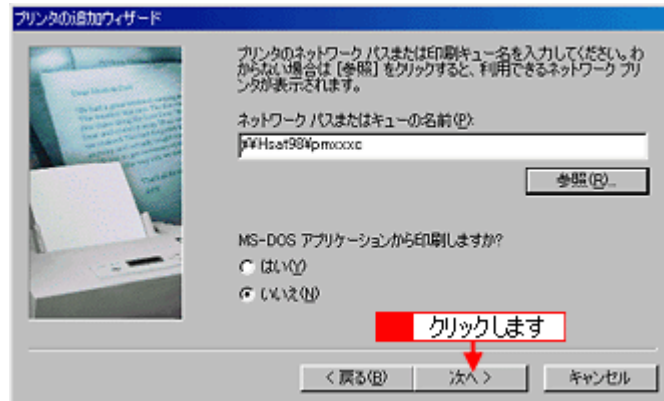 プリンタの追加ウィザード
プリンタのネットワーク パスまたは印刷キュー名を入力してください。わ
からない場合は [参照] をクリックすると、利用できるネットワーク プリ
ンタが表示されます。
ネットワーク パスまたはキューの名前(P):
¥¥Hsat98¥pmxxxc
参照(R)...
MS-DOS アプリケーションから印刷しますか?
はい(Y)
いいえ(N)
クリックします
< 戻る(B)
次へ >
キャンセル